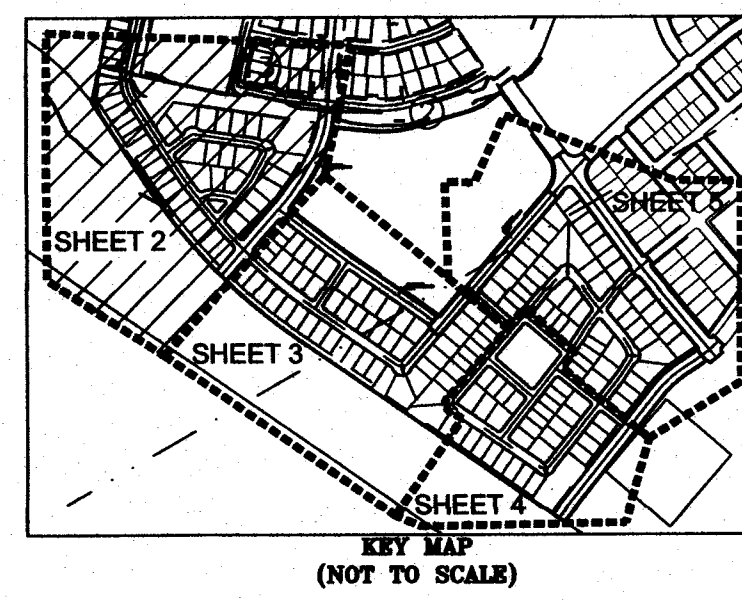 SHEET 5
SHEET 2
SHEET 3
SHEET 4
KEY MAP
(NOT TO SCALE)